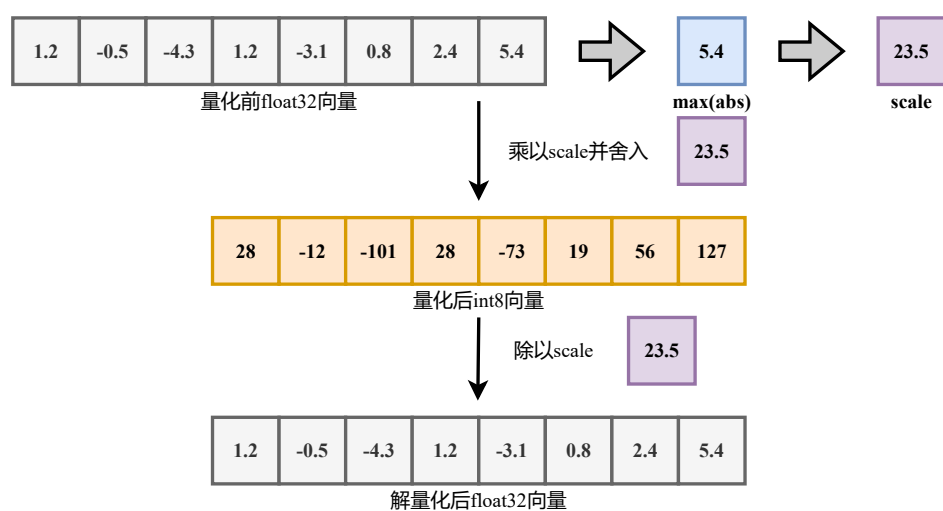 1.2 -0.5 -4.3 1.2 -3.1 0.8 2.4 5.4 5.4 23.5
量化前float32向量 max(abs) scale
乘以scale并舍入 23.5
28 -12 -101 28 -73 19 56 127
量化后int8向量
除以scale 23.5
1.2 -0.5 -4.3 1.2 -3.1 0.8 2.4 5.4
解量化后float32向量